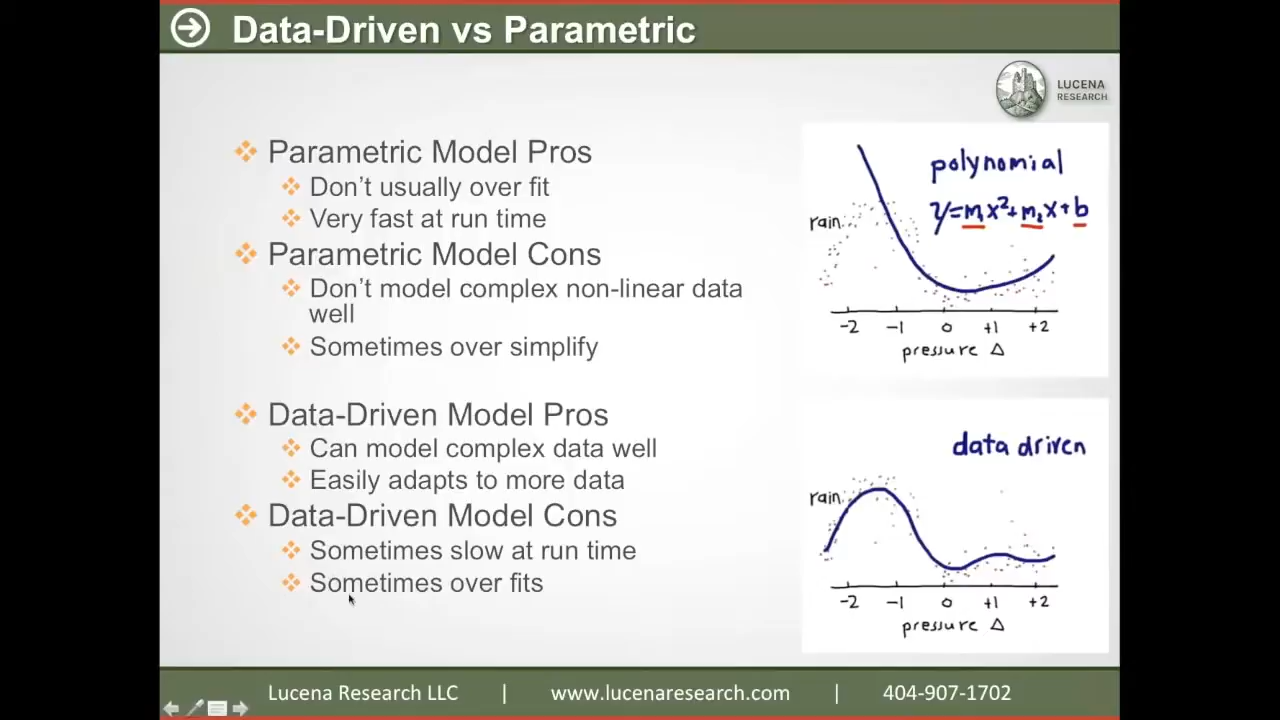 Data-Driven vs Parametric
LUCENA
RESEARCH
Parametric Model Pros
Don't usually over fit
Very fast at run time
Parametric Model Cons
Don't model complex non-linear data
well
Sometimes over simplify
Data-Driven Model Pros
Can model complex data well
Easily adapts to more data
Data-Driven Model Cons
Sometimes slow at run time
Sometimes over fits
polynomial
y=m₁x²+m₂x+b
rain
-2 -1 0 +1 +2
pressure Δ
data driven
rain
-2 -1 0 +1 +2
pressure Δ
Lucena Research LLC | www.lucenaresearch.com | 404-907-1702